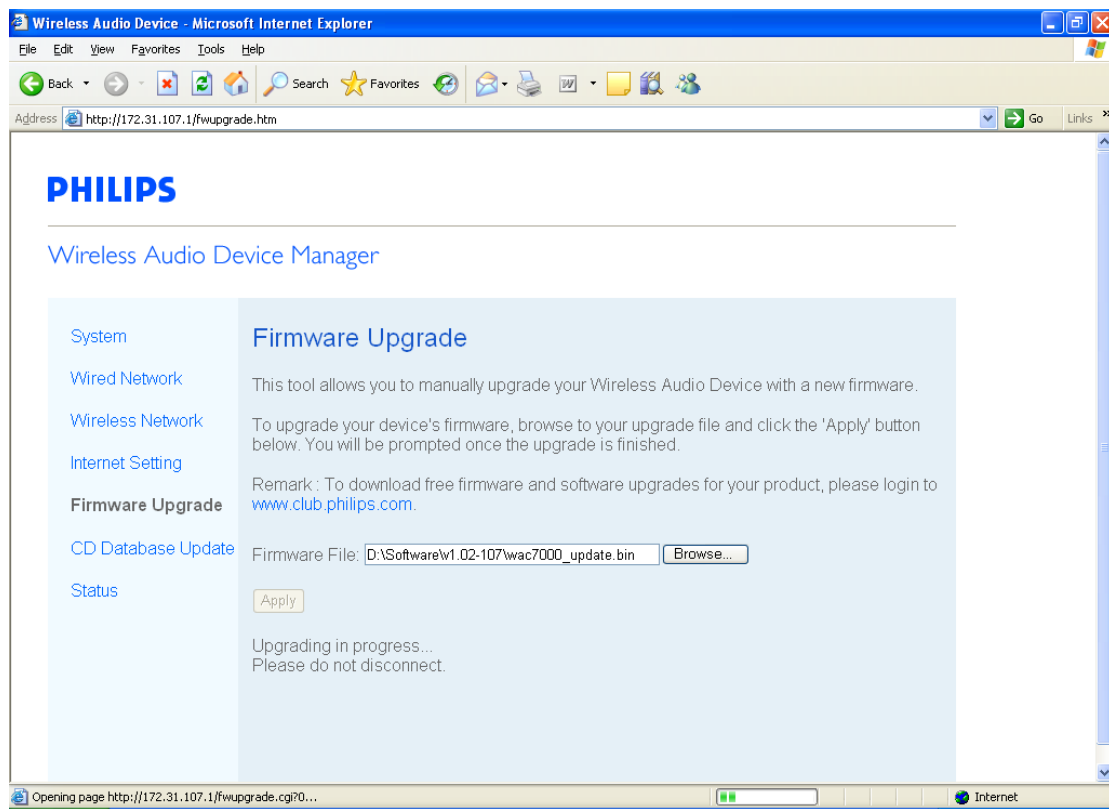 Wireless Audio Device - Microsoft Internet Explorer
File Edit View Favorites Tools Help
Back Search Favorites
Address http://172.31.107.1/fwupgrade.htm Go Links »
PHILIPS
Wireless Audio Device Manager
System
Wired Network
Wireless Network
Internet Setting
Firmware Upgrade
CD Database Update
Status
Firmware Upgrade
This tool allows you to manually upgrade your Wireless Audio Device with a new firmware.
To upgrade your device's firmware, browse to your upgrade file and click the 'Apply' button
below. You will be prompted once the upgrade is finished.
Remark : To download free firmware and software upgrades for your product, please login to
www.club.philips.com.
Firmware File: D:\Software\v1.02-107\wac7000_update.bin Browse...
Apply
Upgrading in progress...
Please do not disconnect.
Opening page http://172.31.107.1/fwupgrade.cgi?0... Internet